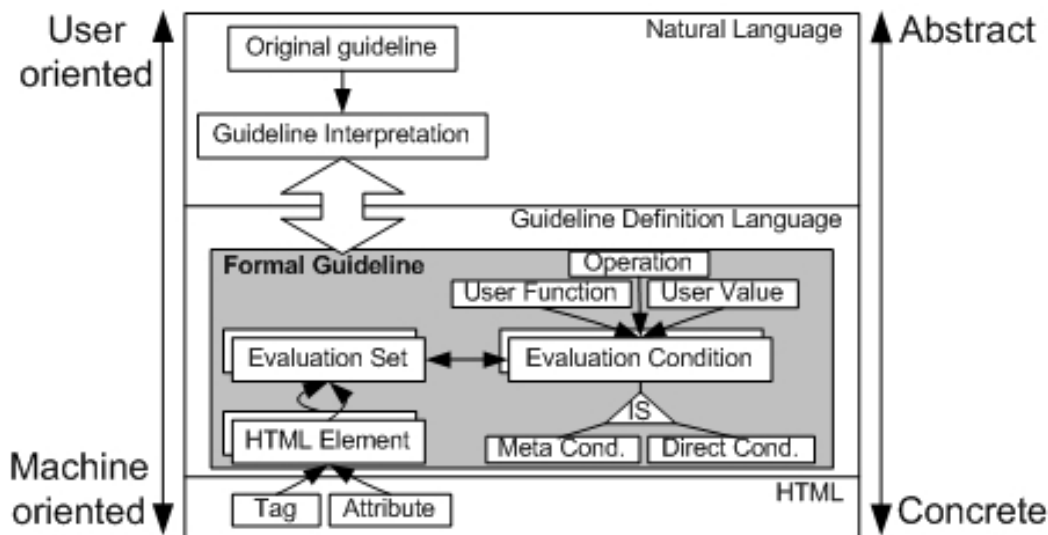 User
oriented
Natural Language
Abstract
Original guideline
Guideline Interpretation
Guideline Definition Language
Formal Guideline
Operation
User Function
User Value
Evaluation Set
Evaluation Condition
IS
HTML Element
Meta Cond.
Direct Cond.
Machine
oriented
HTML
Tag
Attribute
Concrete